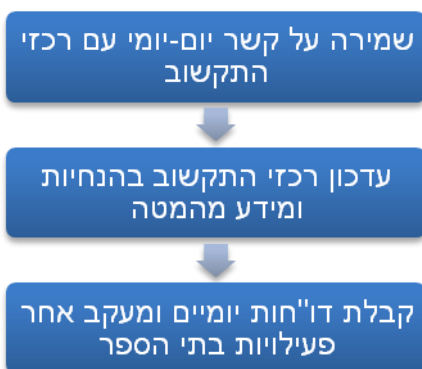 שמירה על קשר יום-יומי עם רכזי
התקשוב
עדכון רכזי התקשוב בהנחיות
ומידע מהמטה
קבלת דו"חות יומיים ומעקב אחר
פעילויות בתי הספר